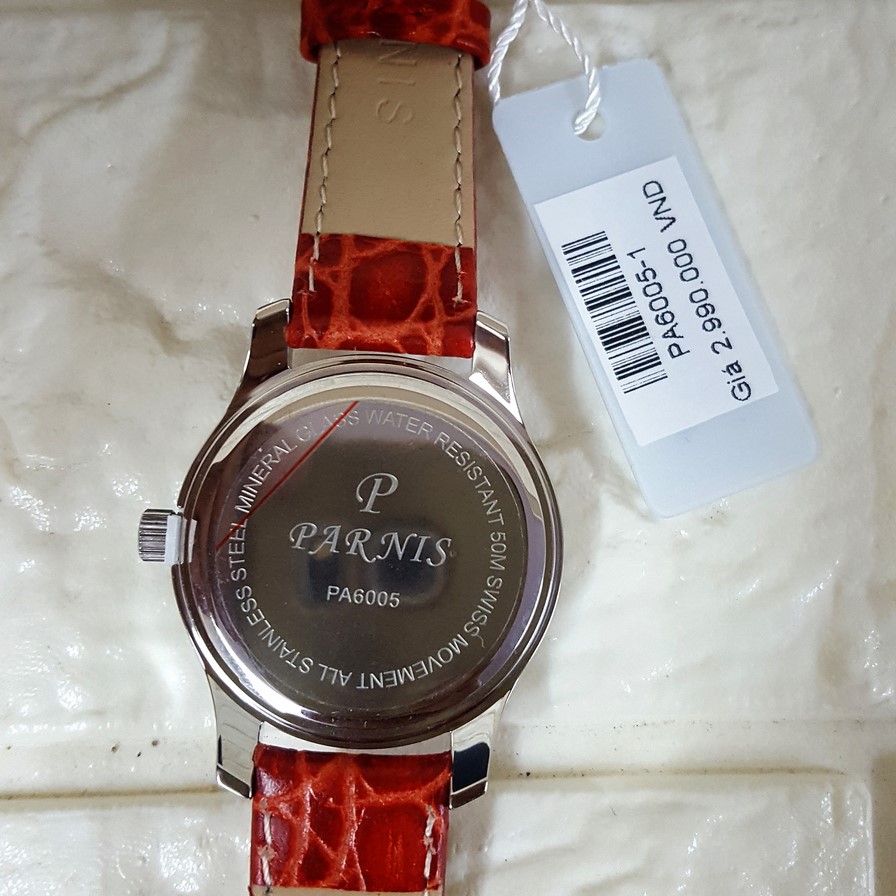 NIS
PA6005-1
Giá 2.990.000 VND
MINERAL GLASS WATER RESISTANT 50M SWISS MOVEMENT ALL STAINLESS STEEL
P
PARNIS
PA6005